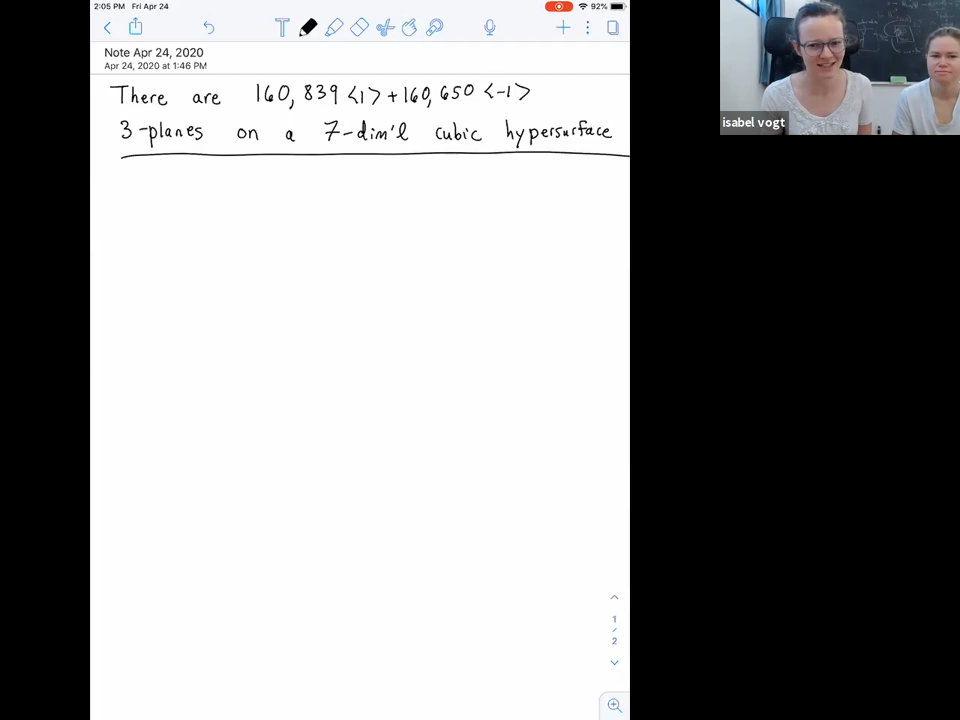 2:05 PM Fri Apr 24
92%
Note Apr 24, 2020
Apr 24, 2020 at 1:46 PM
There are 160,839 <1> + 160,650 <-1>
3-planes on a 7-dim'l cubic hypersurface
1
/
2
isabel vogt